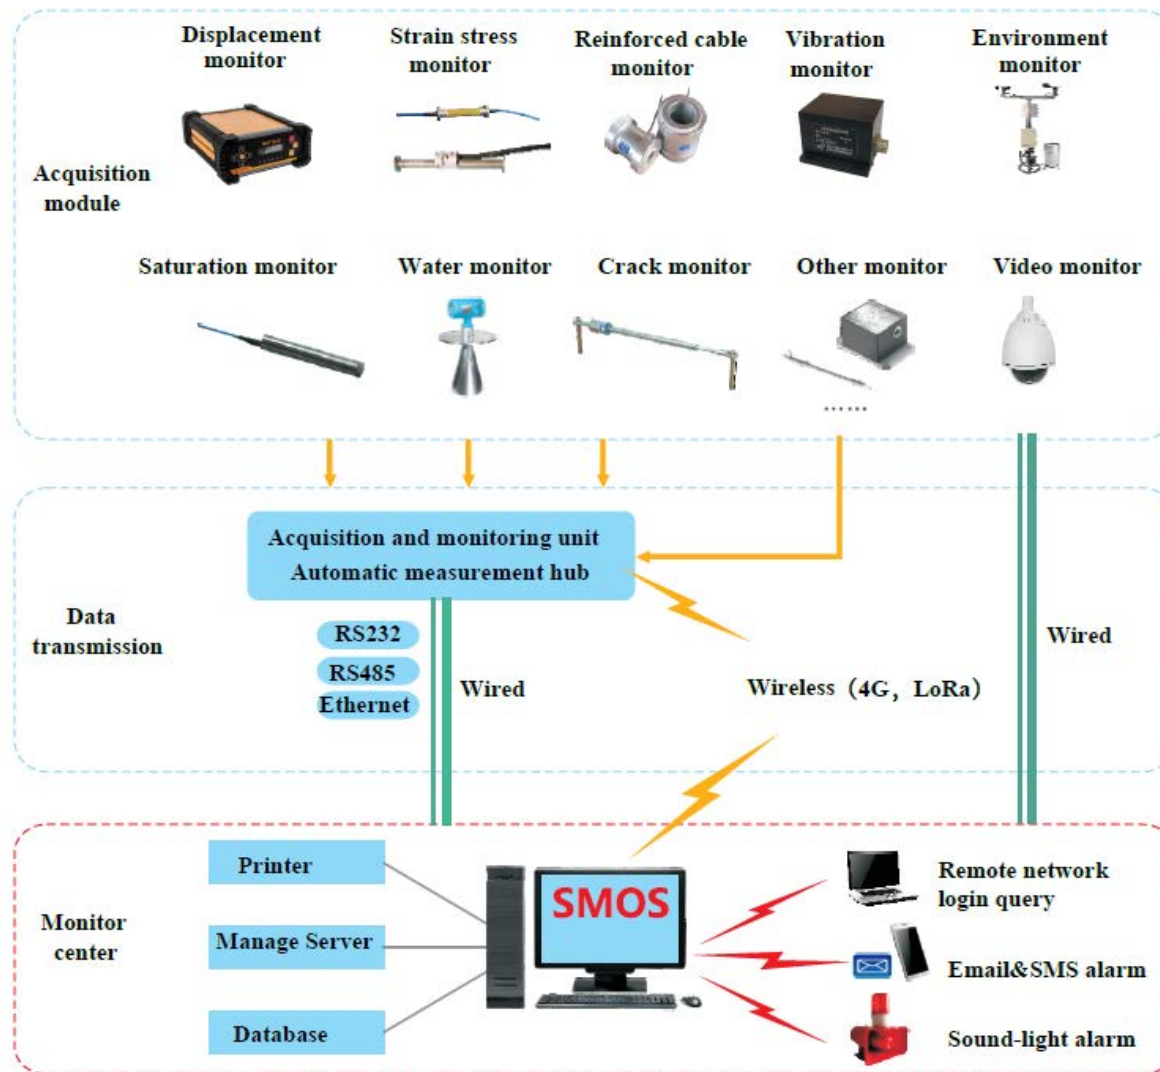 Displacement
monitor
Strain stress
monitor
Reinforced cable
monitor
Vibration
monitor
Environment
monitor
Acquisition
module
Saturation monitor
Water monitor
Crack monitor
Other monitor
Video monitor
……
Acquisition and monitoring unit
Automatic measurement hub
Data
transmission
RS232
RS485
Ethernet
Wired
Wireless（4G，LoRa）
Wired
Monitor
center
Printer
Manage Server
Database
SMOS
Remote network
login query
Email&SMS alarm
Sound-light alarm